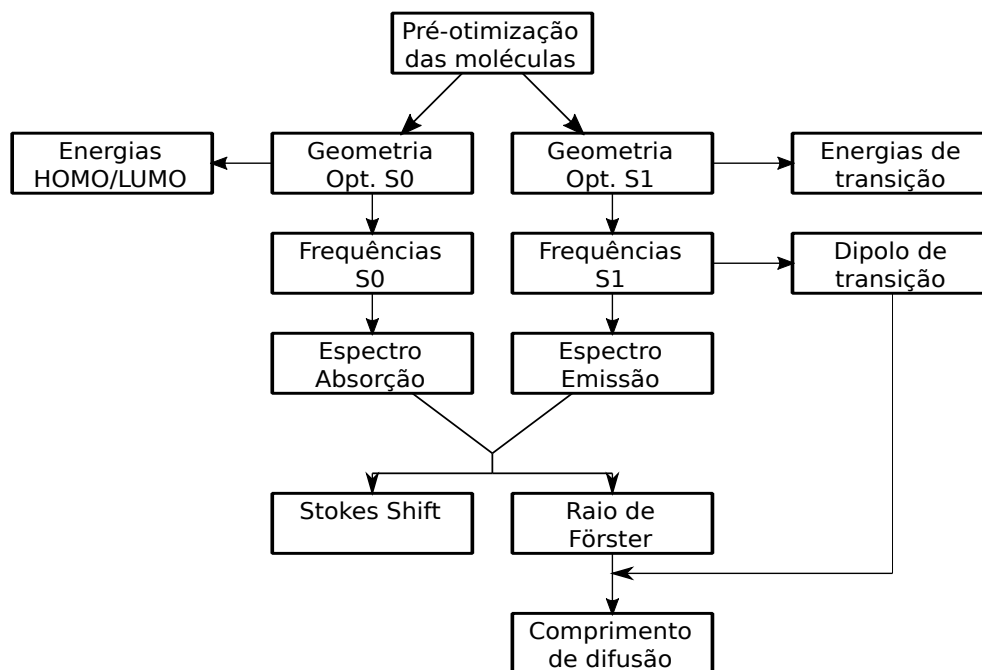 Pré-otimização
das moléculas
Energias
HOMO/LUMO
Geometria
Opt. S0
Geometria
Opt. S1
Energias de
transição
Frequências
S0
Frequências
S1
Dipolo de
transição
Espectro
Absorção
Espectro
Emissão
Stokes Shift
Raio de
Förster
Comprimento
de difusão